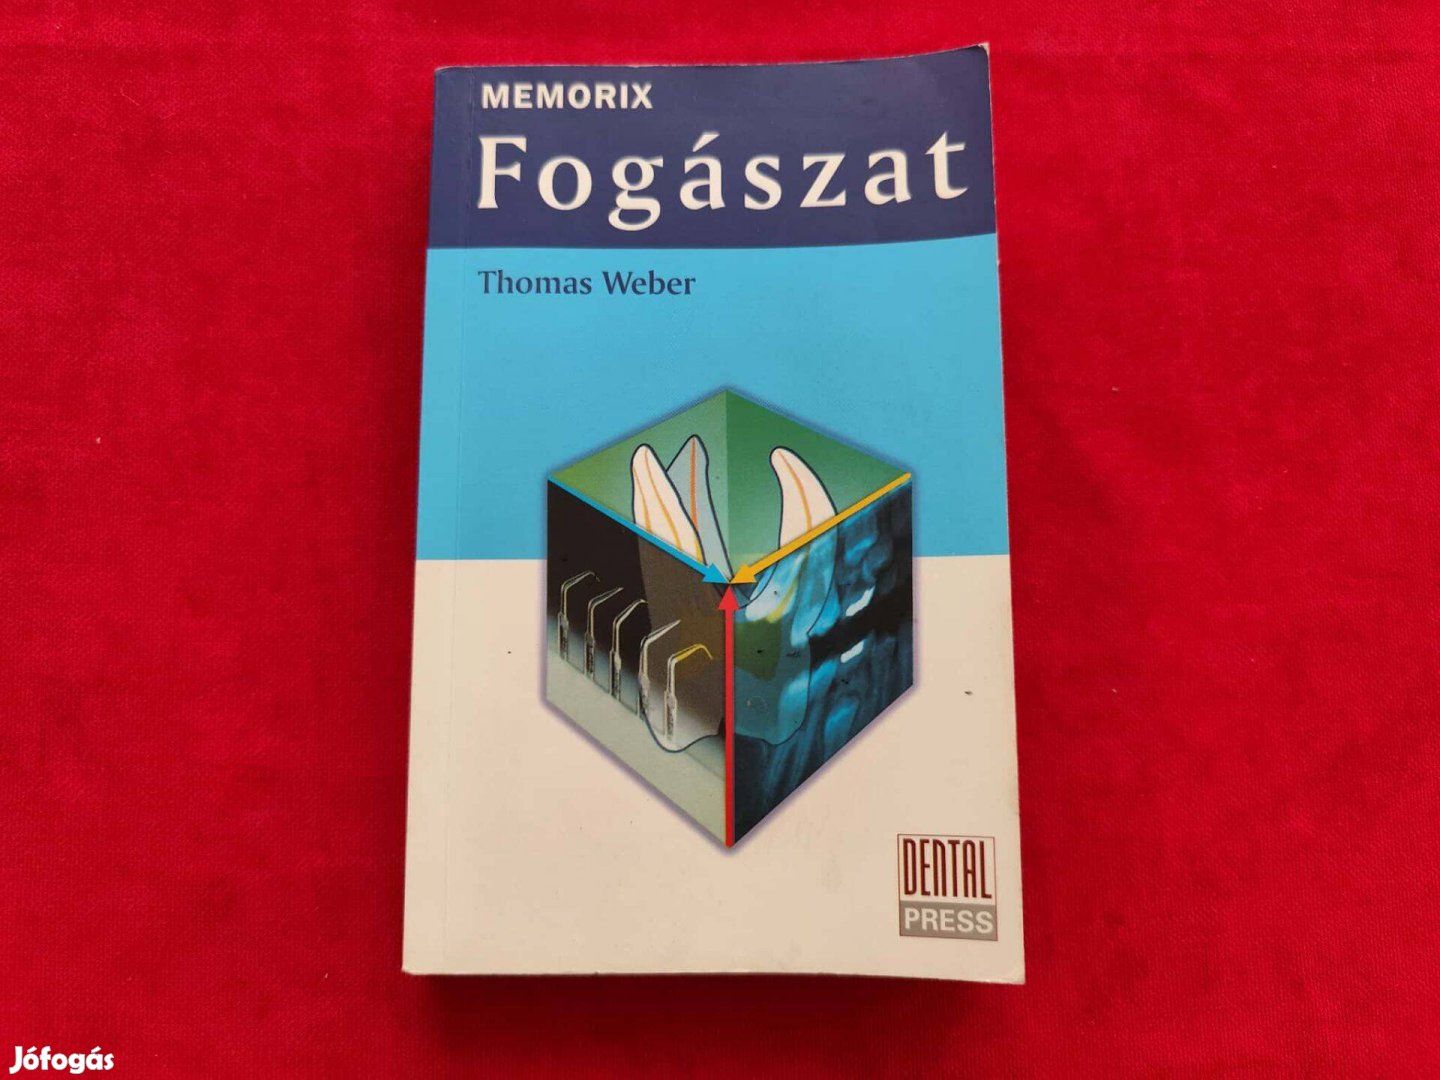 MEMORIX
Fogászat
Thomas Weber
DENTAL
PRESS
Jófogás